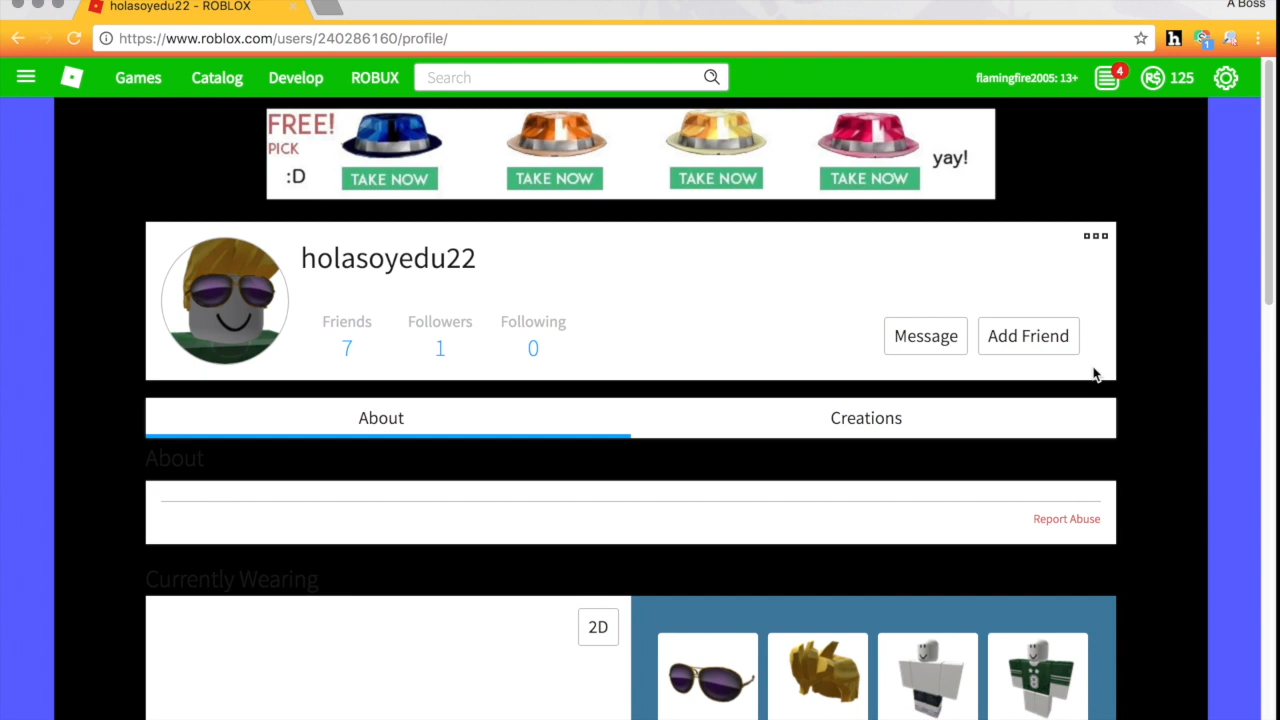 holasoyedu22 - ROBLOX
A Boss
https://www.roblox.com/users/240286160/profile/
h
1
Games Catalog Develop ROBUX Search flamingfire2005: 13+ 4 R$ 125
FREE!
PICK
:D
TAKE NOW TAKE NOW TAKE NOW TAKE NOW
yay!
holasoyedu22
Friends Followers Following
7 1 0
Message Add Friend
About Creations
About
Report Abuse
Currently Wearing
2D
8